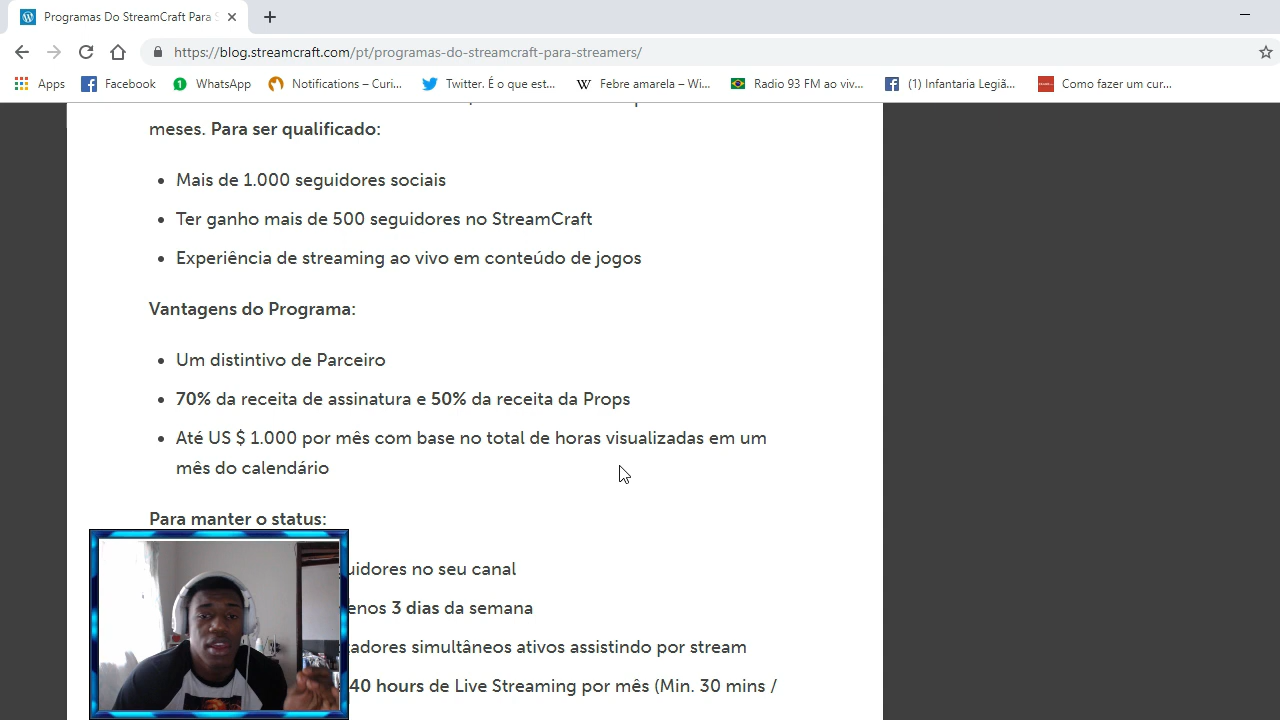 Programas Do StreamCraft Para S
https://blog.streamcraft.com/pt/programas-do-streamcraft-para-streamers/
Apps Facebook 1 WhatsApp Notifications – Curi... Twitter. É o que est... W Febre amarela – Wi... Radio 93 FM ao viv... (1) Infantaria Legiã... Como fazer um cur...
meses. Para ser qualificado:
• Mais de 1.000 seguidores sociais
• Ter ganho mais de 500 seguidores no StreamCraft
• Experiência de streaming ao vivo em conteúdo de jogos
Vantagens do Programa:
• Um distintivo de Parceiro
• 70% da receita de assinatura e 50% da receita da Props
• Até US $ 1.000 por mês com base no total de horas visualizadas em um
mês do calendário
Para manter o status:
uidores no seu canal
enos 3 dias da semana
tadores simultâneos ativos assistindo por stream
40 hours de Live Streaming por mês (Min. 30 mins /